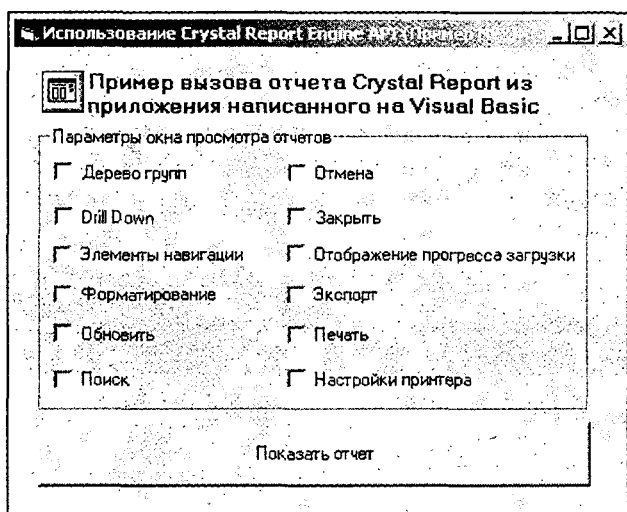 Использование Crystal Report Engine API (Пример
Пример вызова отчета Crystal Report из
приложения написанного на Visual Basic
Параметры окна просмотра отчетов
Дерево групп
Отмена
Drill Down
Закрыть
Элементы навигации
Отображение прогресса загрузки
Форматирование
Экспорт
Обновить
Печать
Поиск
Настройки принтера
Показать отчет